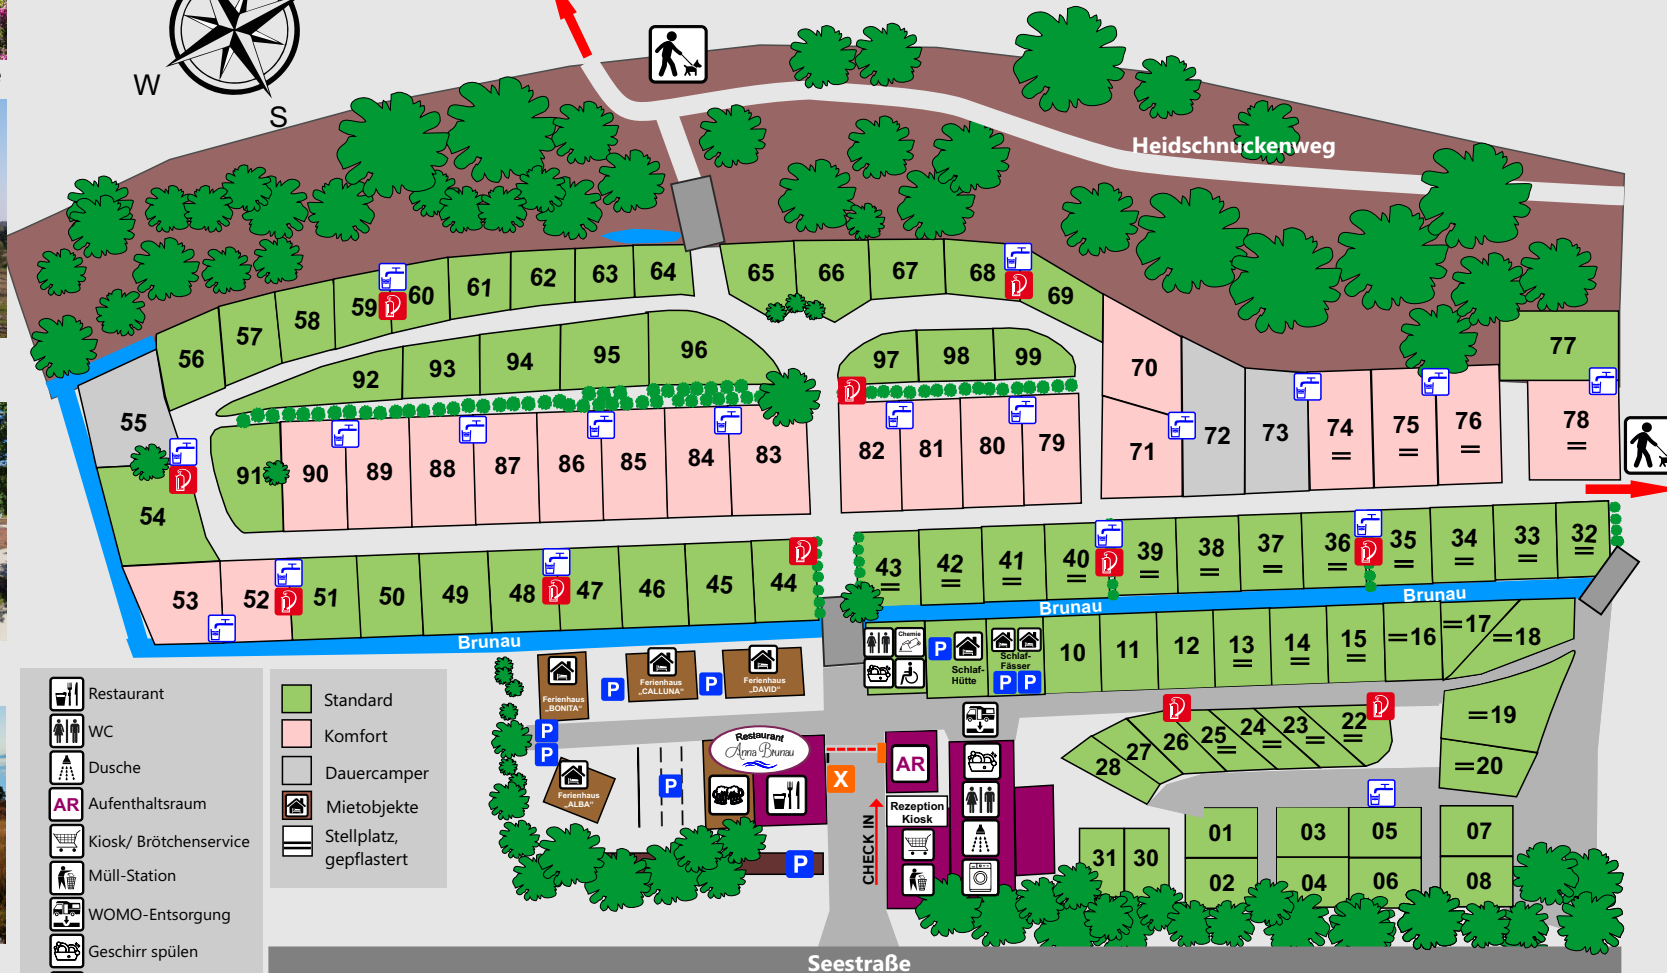 W
S
Heidschnuckenweg
64
65
66
67
68
69
63
62
61
60
59
58
57
56
55
54
53
92
93
94
95
96
97
98
99
70
71
72
73
74 =
75 =
76 =
77
78 =
91
90
89
88
87
86
85
84
83
82
81
80
79
52
51
50
49
48
47
46
45
44
43 =
42 =
41 =
40 =
39 =
38 =
37 =
36 =
35 =
34 =
33 =
32 =
Brunau
Brunau
Brunau
Chemie
P
Schlaf-
Hütte
Schlaf-
Fässer
P P
10
11
12
13 =
14 =
15 =
=16
=17
=18
=19
=20
Ferienhaus
„BONITA“
P
Ferienhaus
„CALLUNA“
P
Ferienhaus
„DAVID“
P
P
Ferienhaus
„ALBA“
P
Restaurant
Anna Brunau
X
AR
Rezeption
Kiosk
CHECK IN
P
28
27
26
25 =
24 =
23 =
22 =
31
30
01
02
03
04
05
06
07
08
Restaurant
WC
Dusche
AR Aufenthaltsraum
Kiosk/ Brötchenservice
Müll-Station
WOMO-Entsorgung
Geschirr spülen
Standard
Komfort
Dauercamper
Mietobjekte
Stellplatz,
gepflastert
Seestraße